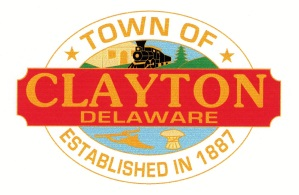 TOWN OF
CLAYTON
DELAWARE
ESTABLISHED IN 1887